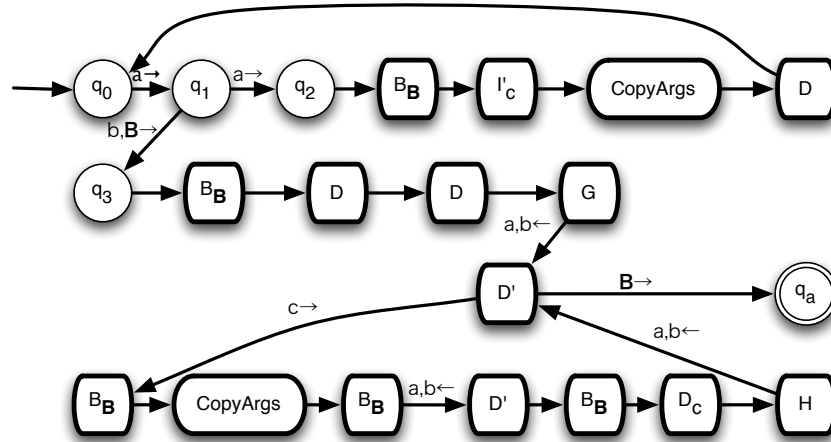 q0 a→ q1 a→ q2 BB I'c CopyArgs D
b,B→
q3 BB D D G
a,b←
D' B→ qa
c→ a,b←
BB CopyArgs BB a,b← D' BB Dc H